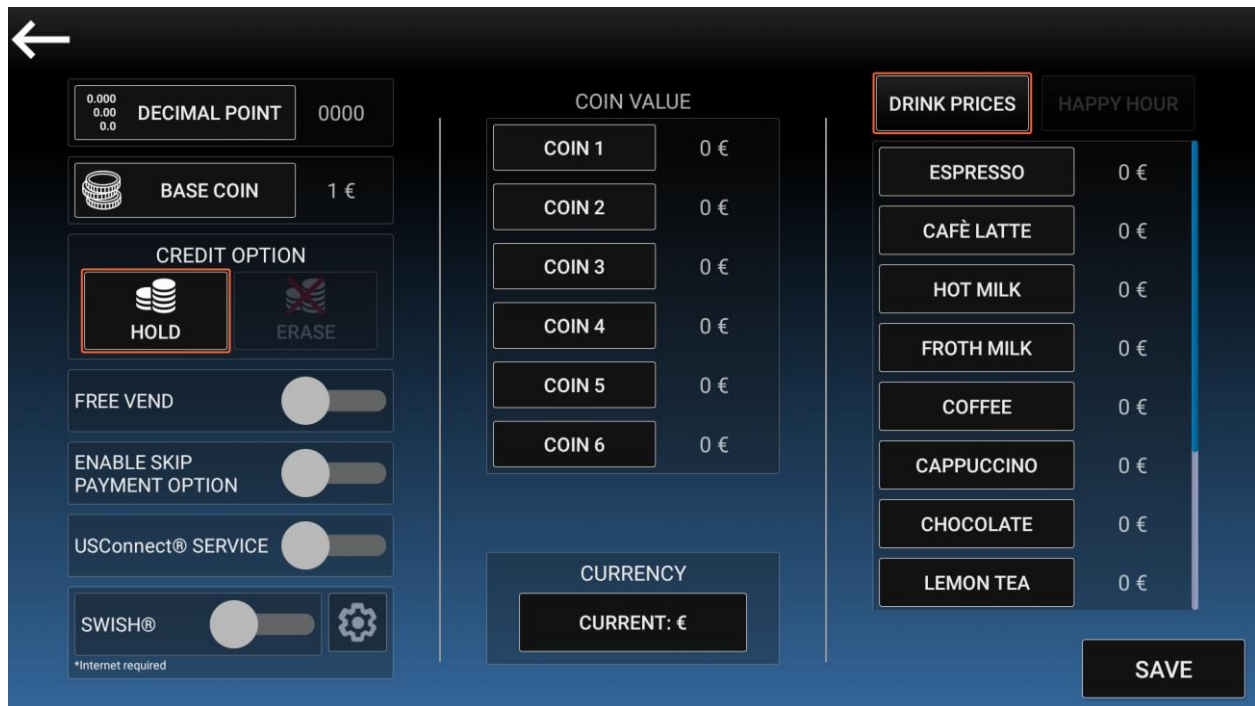 0.000
0.00
0.0
DECIMAL POINT
0000
BASE COIN
1 €
CREDIT OPTION
HOLD
ERASE
FREE VEND
ENABLE SKIP
PAYMENT OPTION
USConnect® SERVICE
SWISH®
*Internet required
COIN VALUE
COIN 1 0 €
COIN 2 0 €
COIN 3 0 €
COIN 4 0 €
COIN 5 0 €
COIN 6 0 €
CURRENCY
CURRENT: €
DRINK PRICES
HAPPY HOUR
ESPRESSO 0 €
CAFÈ LATTE 0 €
HOT MILK 0 €
FROTH MILK 0 €
COFFEE 0 €
CAPPUCCINO 0 €
CHOCOLATE 0 €
LEMON TEA 0 €
SAVE